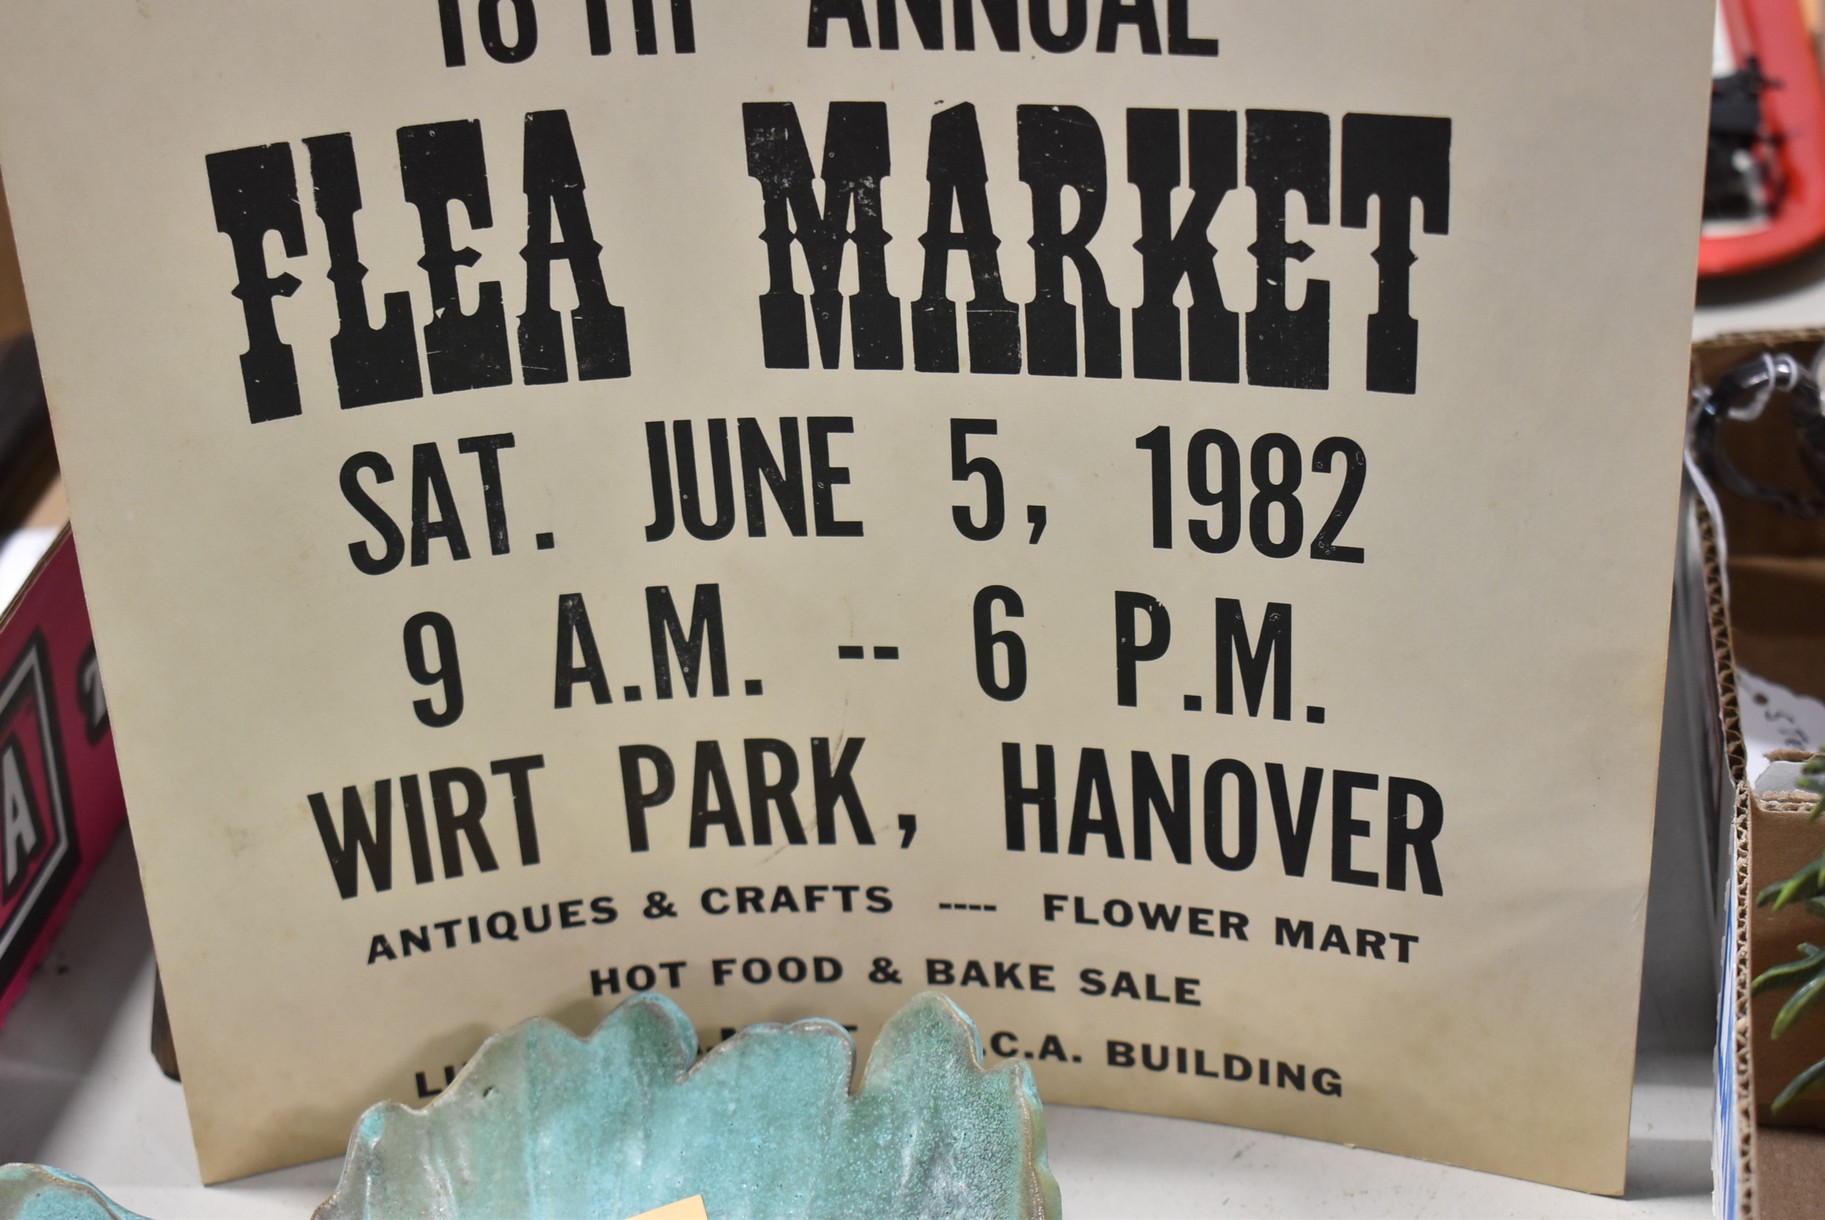 ANNUAL
FLEA MARKET
SAT. JUNE 5, 1982
9 A.M. -- 6 P.M.
WIRT PARK, HANOVER
ANTIQUES & CRAFTS ---- FLOWER MART
HOT FOOD & BAKE SALE
.C.A. BUILDING
A